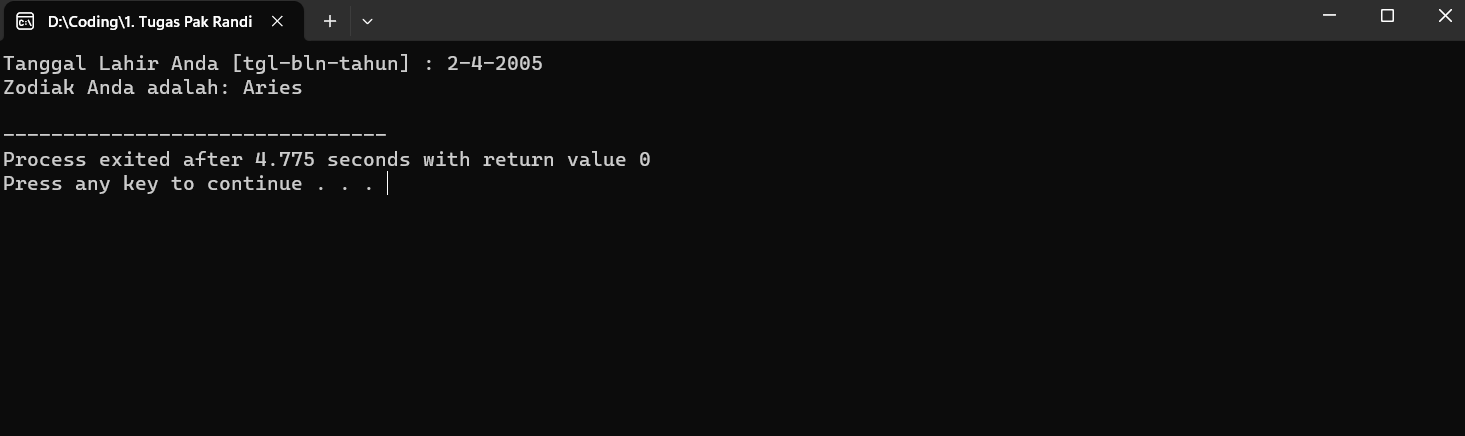 D:\Coding\1. Tugas Pak Randi
Tanggal Lahir Anda [tgl-bln-tahun] : 2-4-2005
Zodiak Anda adalah: Aries
--------------------------------
Process exited after 4.775 seconds with return value 0
Press any key to continue . . .